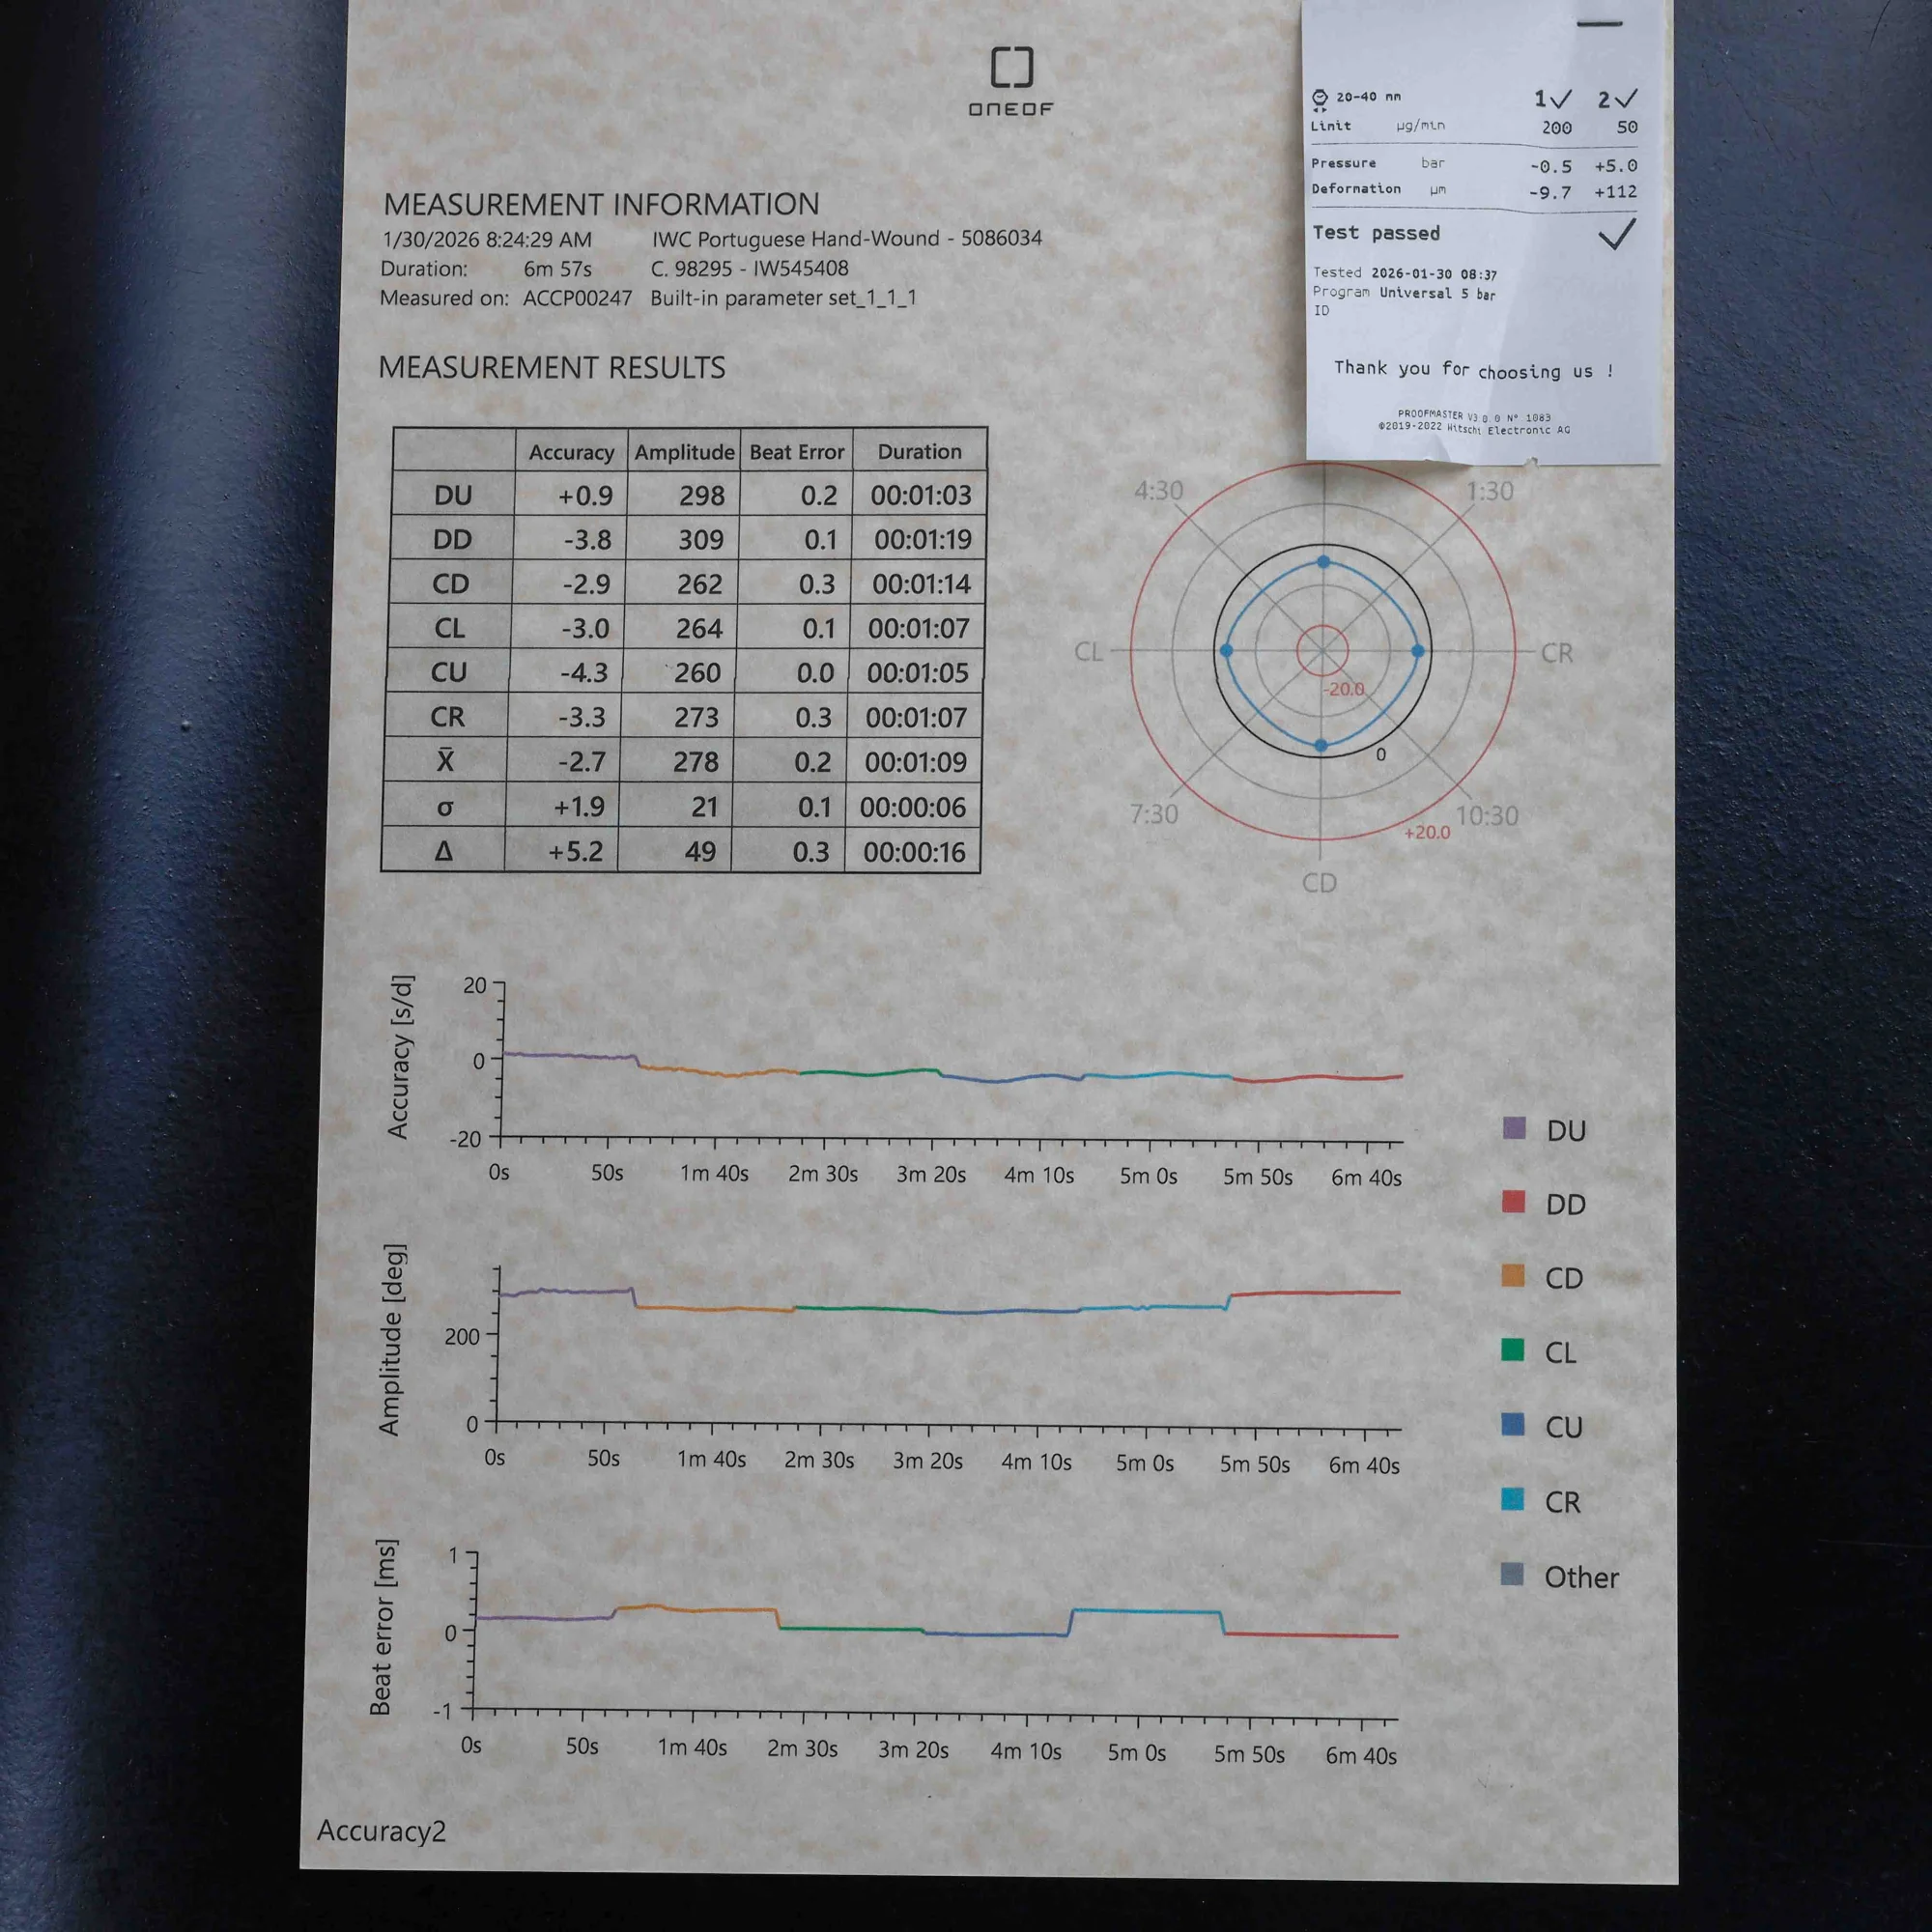 ONEOF
MEASUREMENT INFORMATION
1/30/2026 8:24:29 AM IWC Portuguese Hand-Wound - 5086034
Duration: 6m 57s C. 98295 - IW545408
Measured on: ACCP00247 Built-in parameter set_1_1_1
MEASUREMENT RESULTS
Accuracy Amplitude Beat Error Duration
DU +0.9 298 0.2 00:01:03
DD -3.8 309 0.1 00:01:19
CD -2.9 262 0.3 00:01:14
CL -3.0 264 0.1 00:01:07
CU -4.3 260 0.0 00:01:05
CR -3.3 273 0.3 00:01:07
X̄ -2.7 278 0.2 00:01:09
σ +1.9 21 0.1 00:00:06
Δ +5.2 49 0.3 00:00:16
20-40 mm 1✓ 2✓
Limit µg/min 200 50
Pressure bar -0.5 +5.0
Deformation µm -9.7 +112
Test passed ✓
Tested 2026-01-30 08:37
Program Universal 5 bar
ID
Thank you for choosing us !
PROOFMASTER V3.0.0 N° 1083
©2019-2022 Witschi Electronic AG
4:30 1:30
CL CR
-20.0
0
7:30 10:30
+20.0
CD
Accuracy [s/d]
20
0
-20
0s 50s 1m 40s 2m 30s 3m 20s 4m 10s 5m 0s 5m 50s 6m 40s
Amplitude [deg]
200
0
0s 50s 1m 40s 2m 30s 3m 20s 4m 10s 5m 0s 5m 50s 6m 40s
Beat error [ms]
1
0
-1
0s 50s 1m 40s 2m 30s 3m 20s 4m 10s 5m 0s 5m 50s 6m 40s
DU
DD
CD
CL
CU
CR
Other
Accuracy2